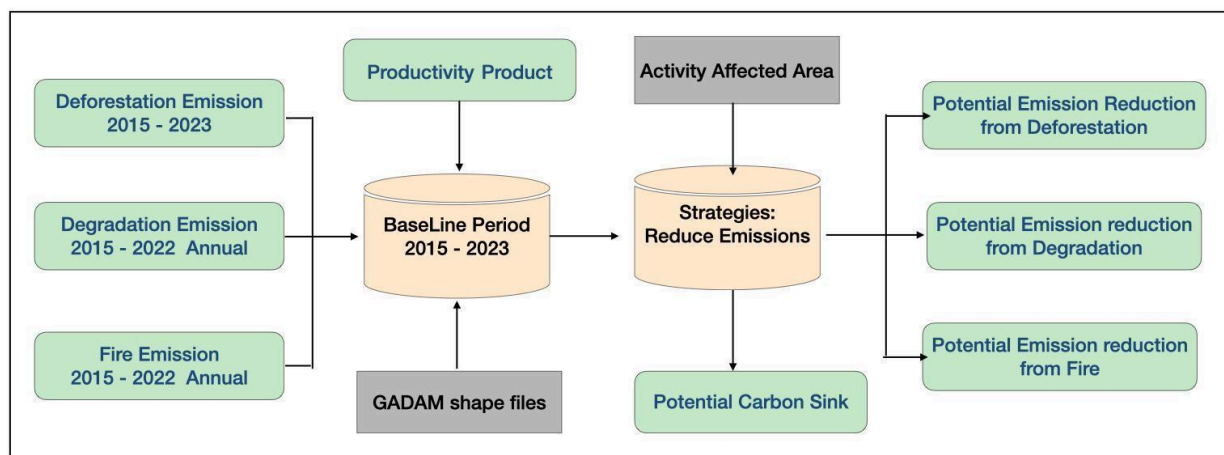 Deforestation Emission
2015 - 2023
Degradation Emission
2015 - 2022 Annual
Fire Emission
2015 - 2022 Annual
Productivity Product
BaseLine Period
2015 - 2023
GADAM shape files
Activity Affected Area
Strategies:
Reduce Emissions
Potential Carbon Sink
Potential Emission Reduction
from Deforestation
Potential Emission reduction
from Degradation
Potential Emission reduction
from Fire